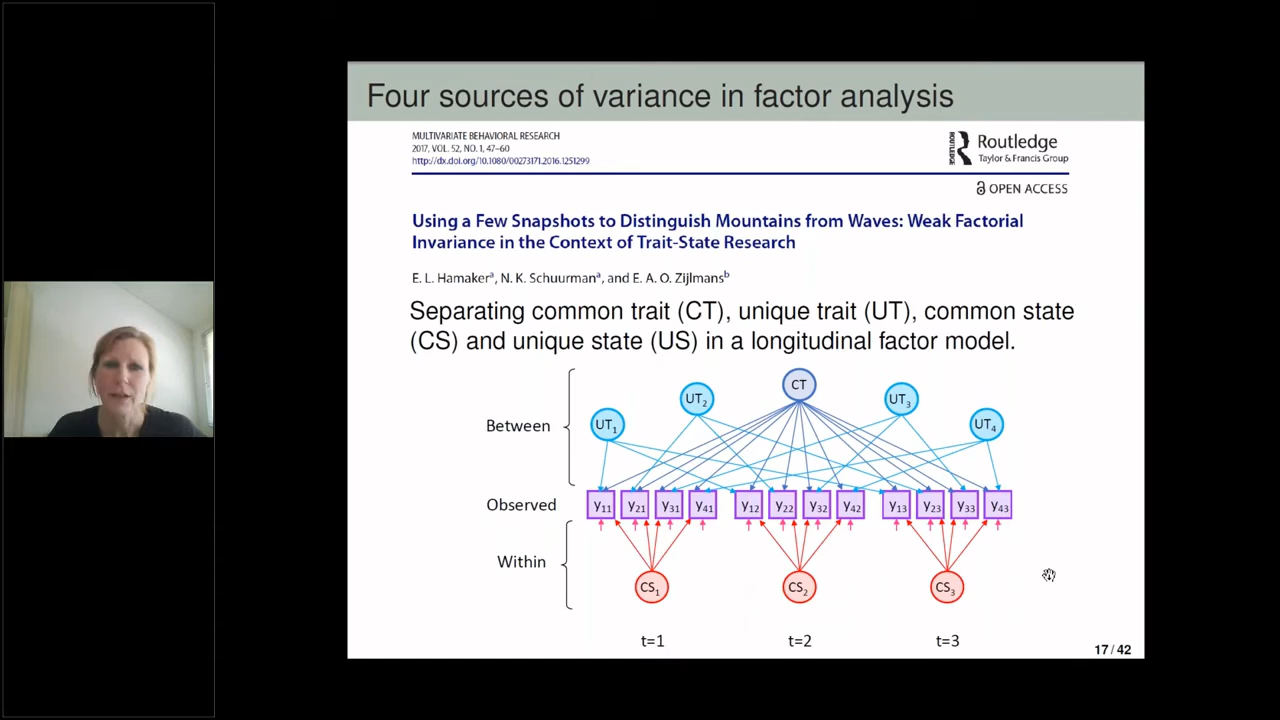 Four sources of variance in factor analysis
MULTIVARIATE BEHAVIORAL RESEARCH
2017, VOL. 52, NO. 1, 47–60
http://dx.doi.org/10.1080/00273171.2016.1251299
ROUTLEDGE
Routledge
Taylor & Francis Group
OPEN ACCESS
Using a Few Snapshots to Distinguish Mountains from Waves: Weak Factorial
Invariance in the Context of Trait-State Research
E. L. Hamakerᵃ, N. K. Schuurmanᵃ, and E. A. O. Zijlmansᵇ
Separating common trait (CT), unique trait (UT), common state
(CS) and unique state (US) in a longitudinal factor model.
CT
UT₂ UT₃
UT₁ UT₄
Between
Observed y₁₁ y₂₁ y₃₁ y₄₁ y₁₂ y₂₂ y₃₂ y₄₂ y₁₃ y₂₃ y₃₃ y₄₃
Within
CS₁ CS₂ CS₃
t=1 t=2 t=3
17 / 42